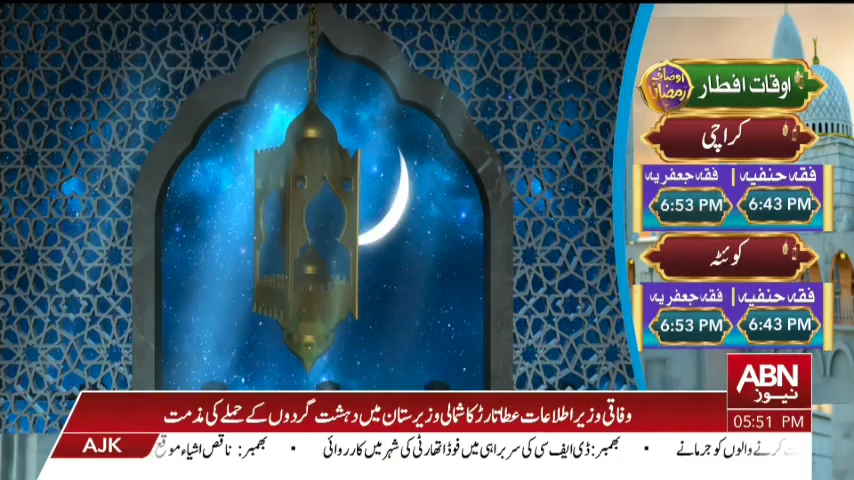 اوصاف
رمضان
اوقات افطار
کراچی
فقہ حنفیہ | فقہ جعفریہ
6:43 PM 6:53 PM
کوئٹہ
فقہ حنفیہ | فقہ جعفریہ
6:43 PM 6:53 PM
ABN
نیوز
05:51 PM
وفاقی وزیر اطلاعات عطا تارڑ کا شمالی وزیرستان میں دہشت گردوں کے حملے کی مذمت
AJK
کرنے والوں کو جرمانے ▪ بھمبر: ڈی ایف سی کی سربراہی میں فوڈ اتھارٹی کی شہر میں کارروائی ▪ بھمبر: ناقص اشیاء